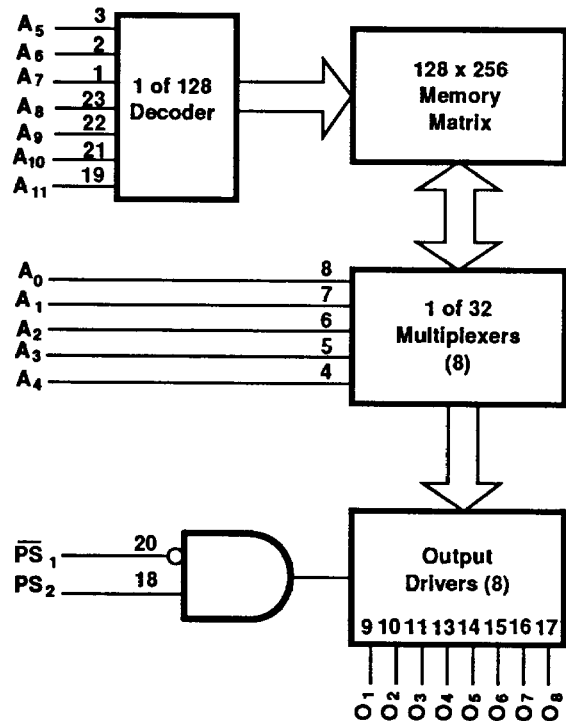 A5 3
A6 2
A7 1
A8 23
A9 22
A10 21
A11 19
1 of 128
Decoder
128 x 256
Memory
Matrix
A0 8
A1 7
A2 6
A3 5
A4 4
1 of 32
Multiplexers
(8)
P̅S̅1 20
PS2 18
Output
Drivers (8)
9 10 11 13 14 15 16 17
O1 O2 O3 O4 O5 O6 O7 O8